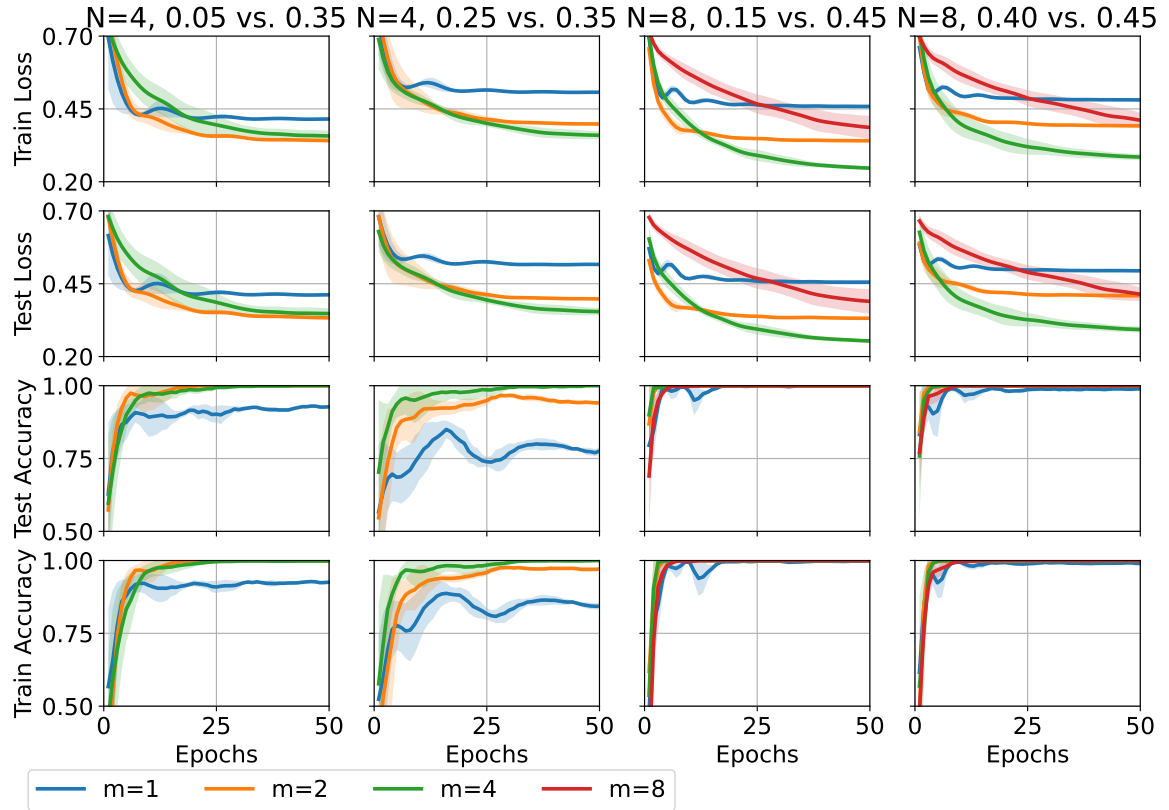 N=4, 0.05 vs. 0.35 N=4, 0.25 vs. 0.35 N=8, 0.15 vs. 0.45 N=8, 0.40 vs. 0.45
Train Loss
0.70
0.45
0.20
Test Loss
0.70
0.45
0.20
Test Accuracy
1.00
0.75
0.50
Train Accuracy
1.00
0.75
0.50
0 25 50 0 25 50 0 25 50 0 25 50
Epochs Epochs Epochs Epochs
m=1 m=2 m=4 m=8